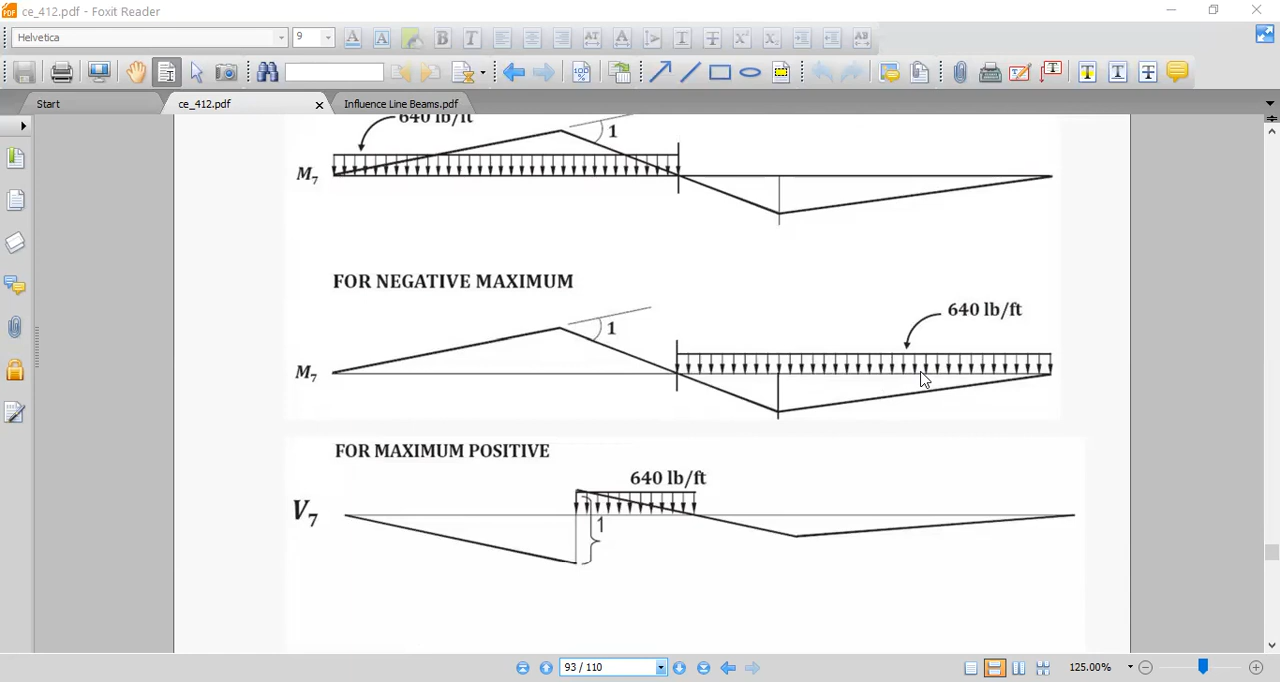 ce_412.pdf - Foxit Reader
Helvetica 9
Start ce_412.pdf Influence Line Beams.pdf
640 lb/ft
1
M7
FOR NEGATIVE MAXIMUM
640 lb/ft
1
M7
FOR MAXIMUM POSITIVE
640 lb/ft
V7
1
93 / 110 125.00%